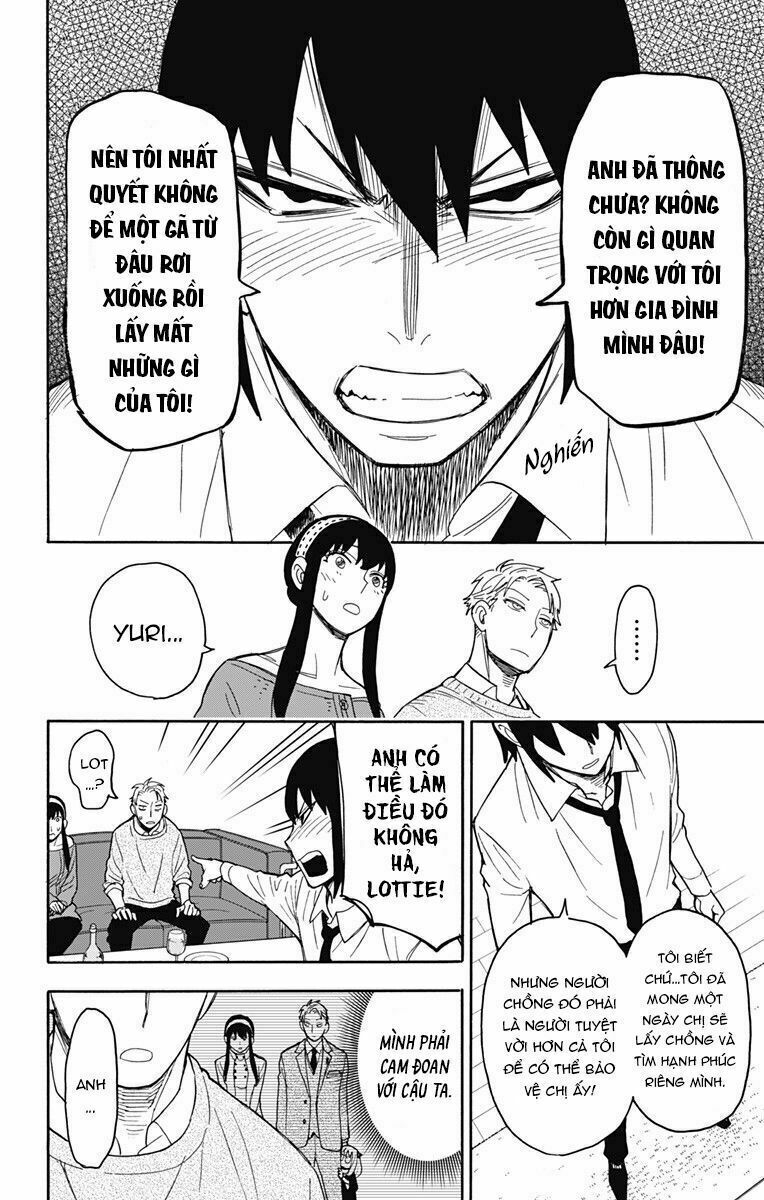 ANH ĐÃ THÔNG
CHƯA? KHÔNG
CÒN GÌ QUAN
TRỌNG VỚI TÔI
HƠN GIA ĐÌNH
MÌNH ĐÂU!
NÊN TÔI NHẤT
QUYẾT KHÔNG
ĐỂ MỘT GÃ TỪ
ĐÂU RƠI
XUỐNG RỒI
LẤY MẤT
NHỮNG GÌ
CỦA TÔI!
Nghiến
......
YURI...
TÔI BIẾT
CHỨ...TÔI ĐÃ
MONG MỘT
NGÀY CHỊ SẼ
LẤY CHỒNG VÀ
TÌM HẠNH PHÚC
RIÊNG MÌNH.
NHƯNG NGƯỜI
CHỒNG ĐÓ PHẢI
LÀ NGƯỜI TUYỆT
VỜI HƠN CẢ TÔI
ĐỂ CÓ THỂ BẢO
VỆ CHỊ ẤY!
ANH CÓ
THỂ LÀM
ĐIỀU ĐÓ
KHÔNG
HẢ,
LOTTIE!
LOT
...?
MÌNH PHẢI
CAM ĐOAN
VỚI CẬU TA.
ANH
...